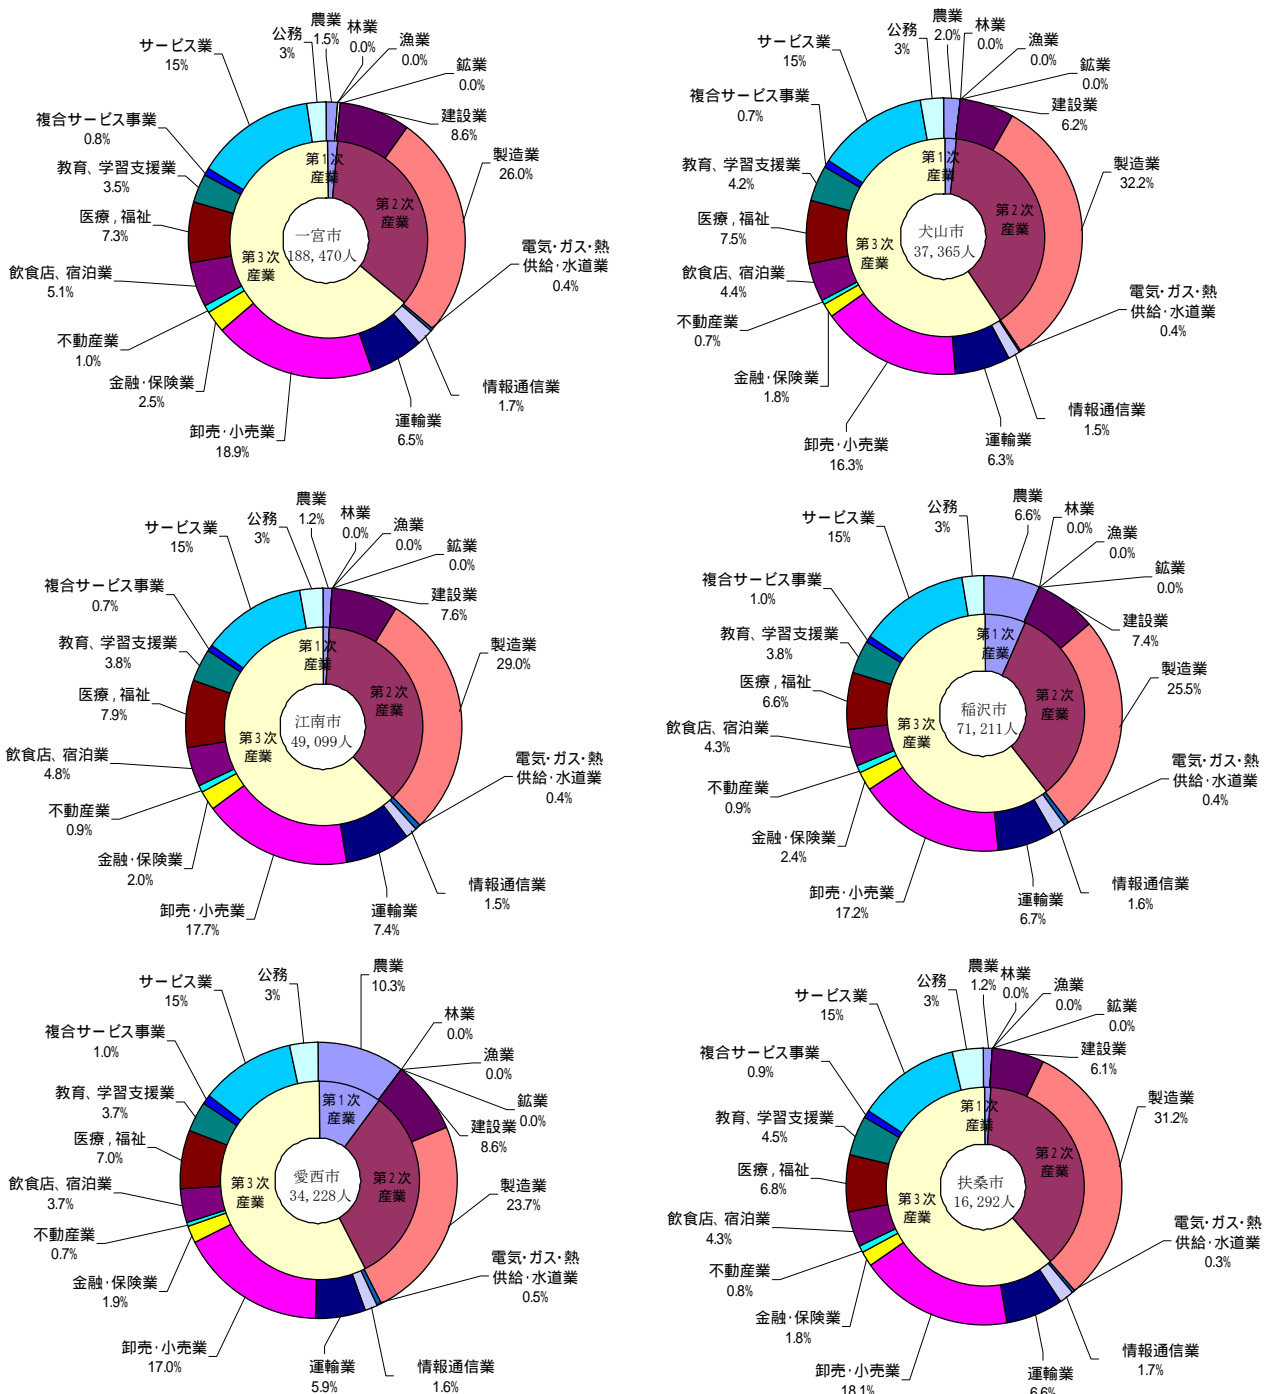 農業
1.5%
林業
0.0%
漁業
0.0%
鉱業
0.0%
建設業
8.6%
製造業
26.0%
電気・ガス・熱
供給・水道業
0.4%
情報通信業
1.7%
運輸業
6.5%
卸売・小売業
18.9%
金融・保険業
2.5%
不動産業
1.0%
飲食店、宿泊業
5.1%
医療，福祉
7.3%
教育、学習支援業
3.5%
複合サービス事業
0.8%
サービス業
15%
公務
3%
第1次
産業
第2次
産業
第3次
産業
一宮市
188,470人
農業
2.0%
林業
0.0%
漁業
0.0%
鉱業
0.0%
建設業
6.2%
製造業
32.2%
電気・ガス・熱
供給・水道業
0.4%
情報通信業
1.5%
運輸業
6.3%
卸売・小売業
16.3%
金融・保険業
1.8%
不動産業
0.7%
飲食店、宿泊業
4.4%
医療，福祉
7.5%
教育、学習支援業
4.2%
複合サービス事業
0.7%
サービス業
15%
公務
3%
第1次
産業
第2次
産業
第3次
産業
犬山市
37,365人
農業
1.2%
林業
0.0%
漁業
0.0%
鉱業
0.0%
建設業
7.6%
製造業
29.0%
電気・ガス・熱
供給・水道業
0.4%
情報通信業
1.5%
運輸業
7.4%
卸売・小売業
17.7%
金融・保険業
2.0%
不動産業
0.9%
飲食店、宿泊業
4.8%
医療，福祉
7.9%
教育、学習支援業
3.8%
複合サービス事業
0.7%
サービス業
15%
公務
3%
第1次
産業
第2次
産業
第3次
産業
江南市
49,099人
農業
6.6%
林業
0.0%
漁業
0.0%
鉱業
0.0%
建設業
7.4%
製造業
25.5%
電気・ガス・熱
供給・水道業
0.4%
情報通信業
1.6%
運輸業
6.7%
卸売・小売業
17.2%
金融・保険業
2.4%
不動産業
0.9%
飲食店、宿泊業
4.3%
医療，福祉
6.6%
教育、学習支援業
3.8%
複合サービス事業
1.0%
サービス業
15%
公務
3%
第1次
産業
第2次
産業
第3次
産業
稲沢市
71,211人
農業
10.3%
林業
0.0%
漁業
0.0%
鉱業
0.0%
建設業
8.6%
製造業
23.7%
電気・ガス・熱
供給・水道業
0.5%
情報通信業
1.6%
運輸業
5.9%
卸売・小売業
17.0%
金融・保険業
1.9%
不動産業
0.7%
飲食店、宿泊業
3.7%
医療，福祉
7.0%
教育、学習支援業
3.7%
複合サービス事業
1.0%
サービス業
15%
公務
3%
第1次
産業
第2次
産業
第3次
産業
愛西市
34,228人
農業
1.2%
林業
0.0%
漁業
0.0%
鉱業
0.0%
建設業
6.1%
製造業
31.2%
電気・ガス・熱
供給・水道業
0.3%
情報通信業
1.7%
運輸業
6.6%
卸売・小売業
18.1%
金融・保険業
1.8%
不動産業
0.8%
飲食店、宿泊業
4.3%
医療，福祉
6.8%
教育、学習支援業
4.5%
複合サービス事業
0.9%
サービス業
15%
公務
3%
第1次
産業
第2次
産業
第3次
産業
扶桑市
16,292人